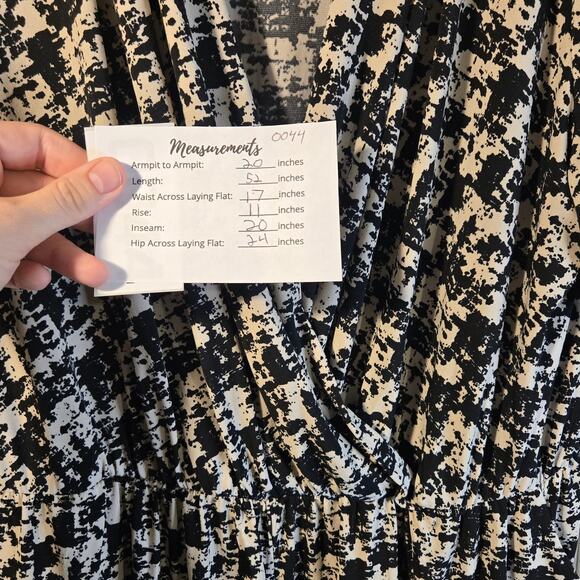 Measurements 0044
Armpit to Armpit: 20 inches
Length: 52 inches
Waist Across Laying Flat: 17 inches
Rise: 11 inches
Inseam: 20 inches
Hip Across Laying Flat: 24 inches